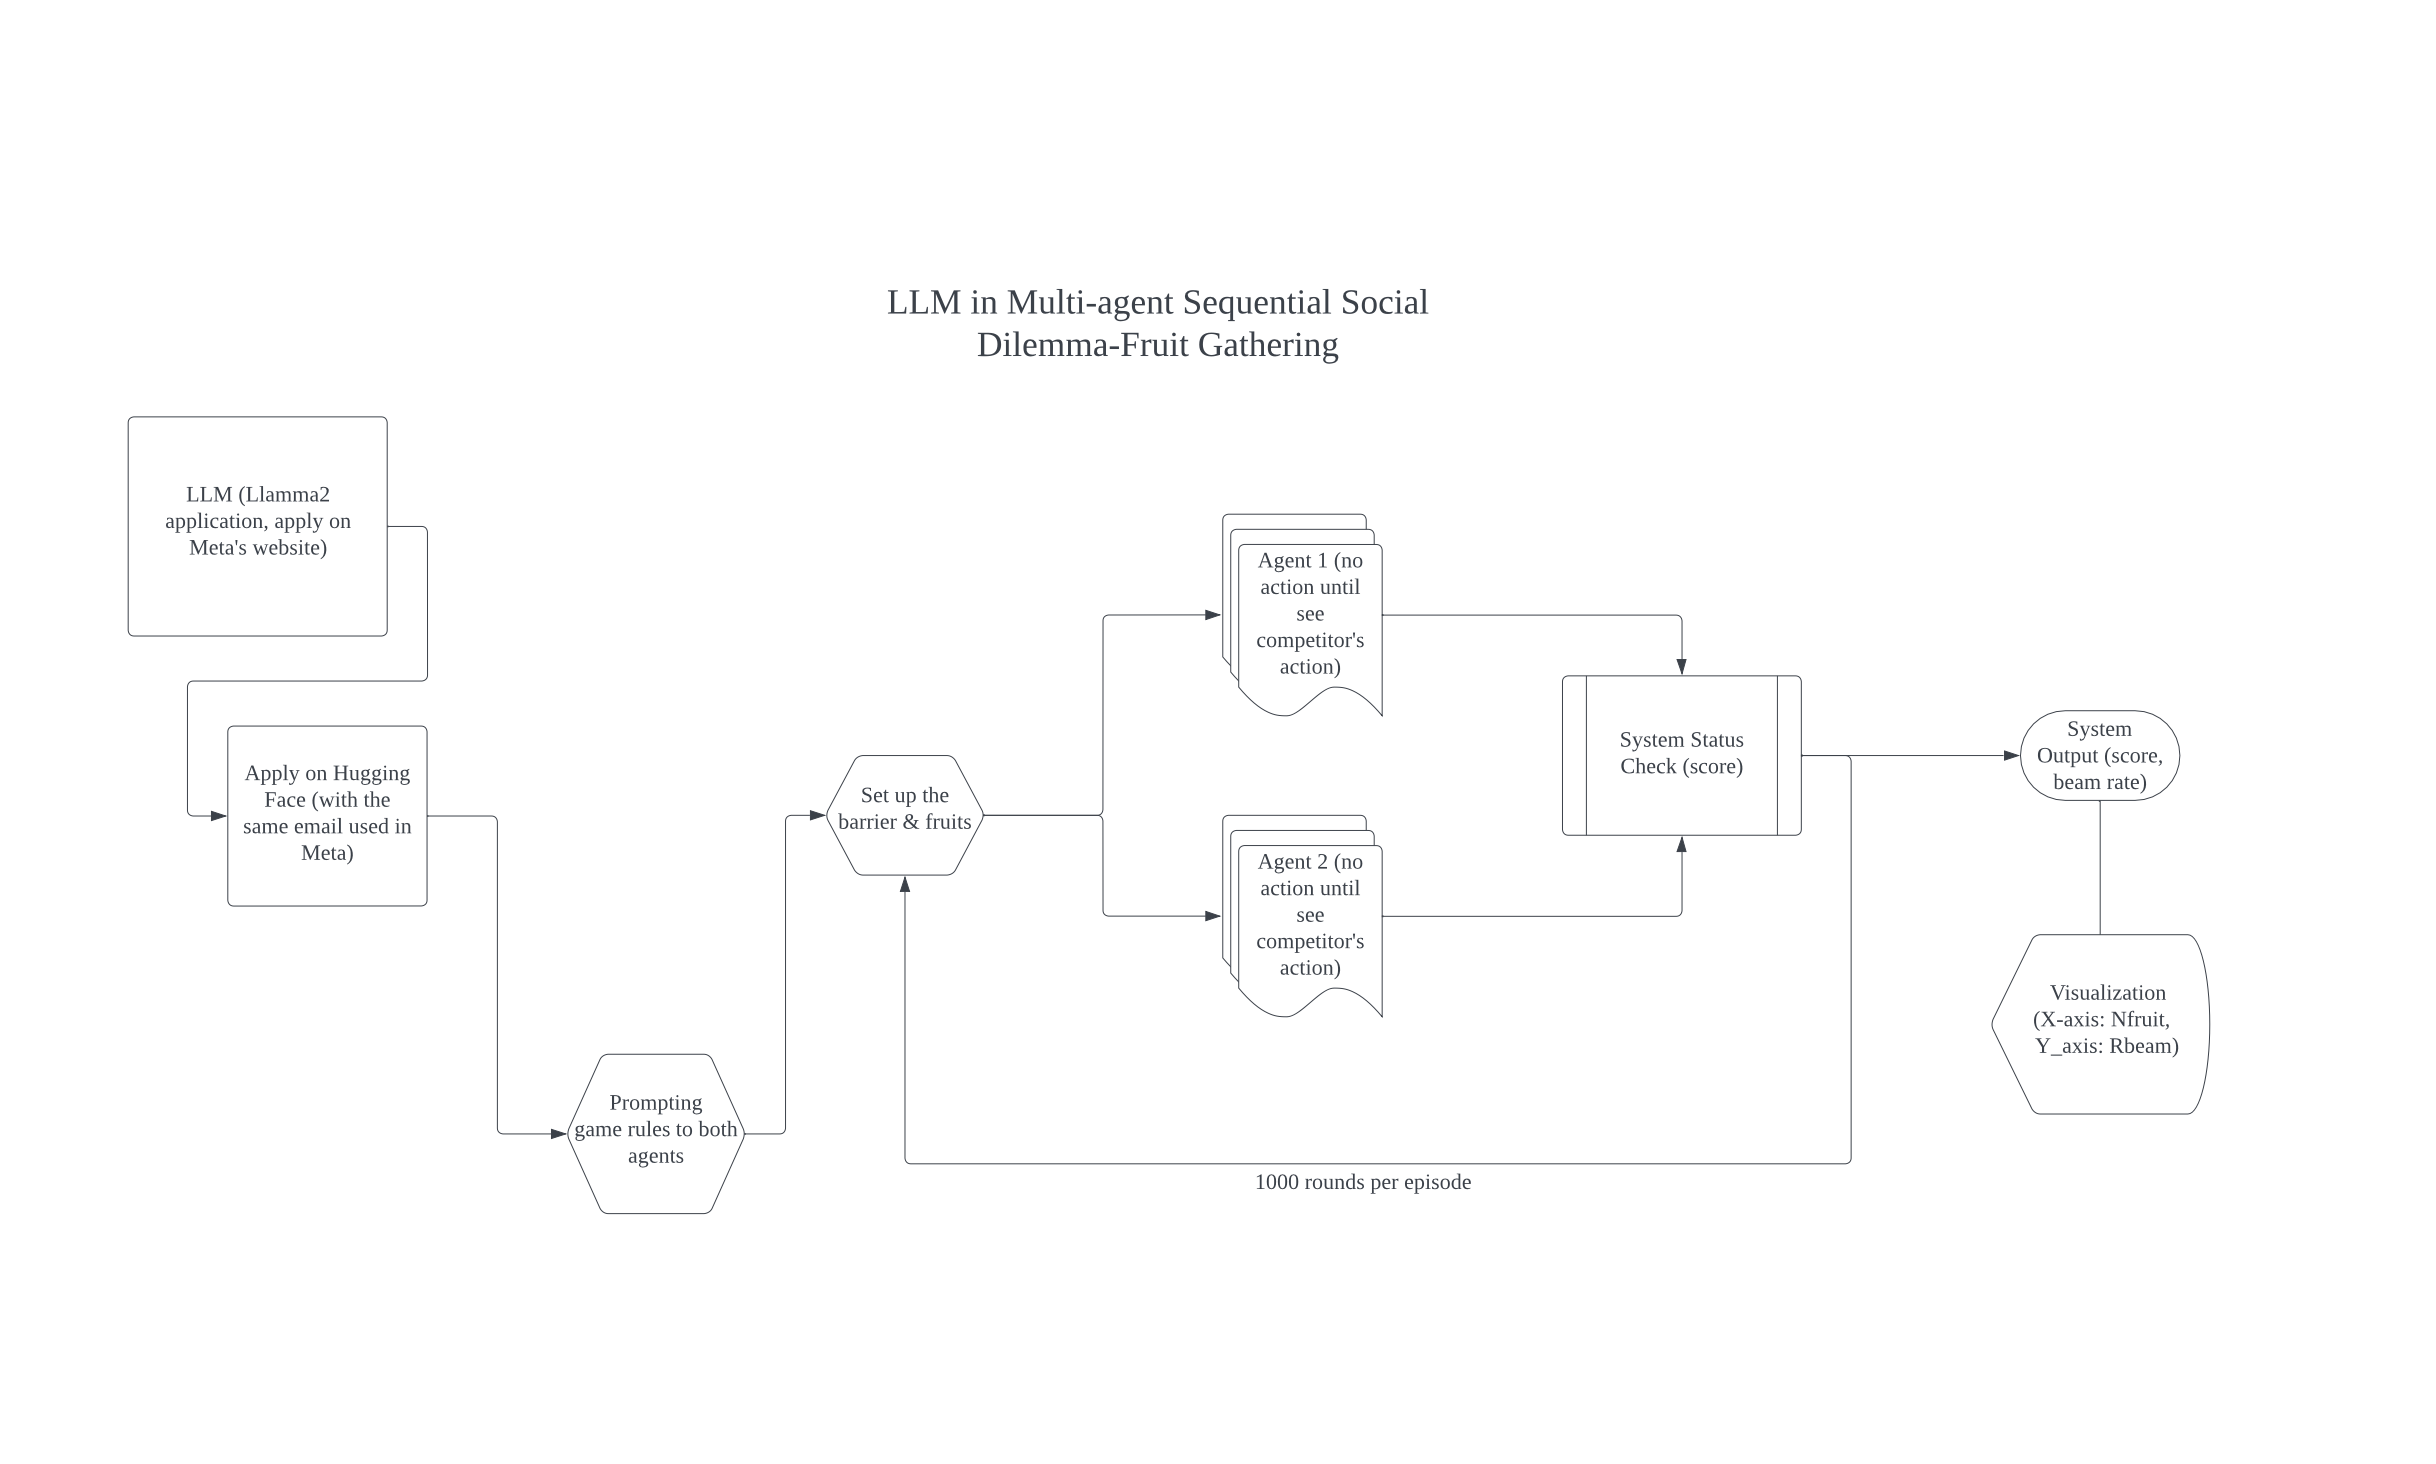 LLM in Multi-agent Sequential Social
Dilemma-Fruit Gathering
LLM (Llamma2
application, apply on
Meta's website)
Apply on Hugging
Face (with the
same email used in
Meta)
Prompting
game rules to both
agents
Set up the
barrier & fruits
Agent 1 (no
action until
see
competitor's
action)
Agent 2 (no
action until
see
competitor's
action)
System Status
Check (score)
System
Output (score,
beam rate)
Visualization
(X-axis: Nfruit,
Y_axis: Rbeam)
1000 rounds per episode